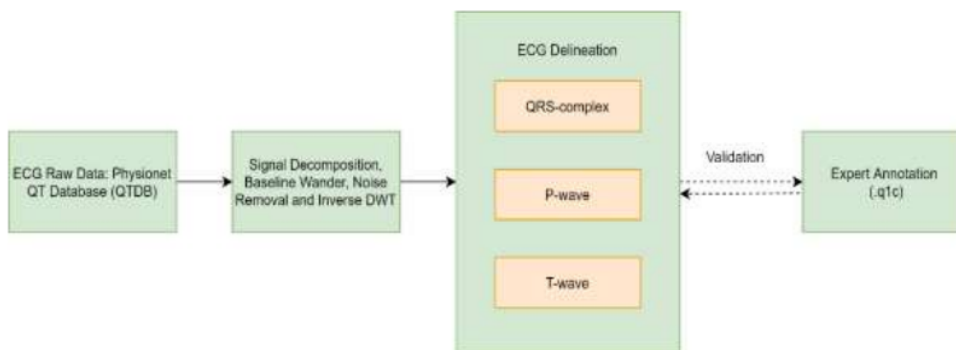 ECG Raw Data: Physionet
QT Database (QTDB)
Signal Decomposition,
Baseline Wander, Noise
Removal and Inverse DWT
ECG Delineation
QRS-complex
P-wave
T-wave
Validation
Expert Annotation
(.q1c)